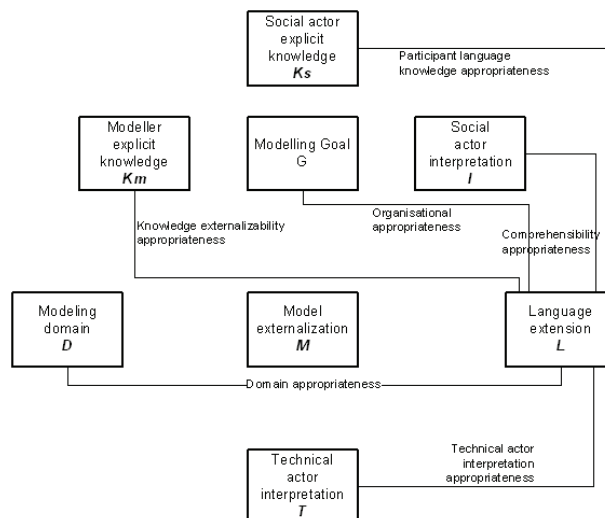 Social actor
explicit
knowledge
Ks
Participant language
knowledge appropriateness
Modeller
explicit
knowledge
Km
Modelling Goal
G
Social
actor
interpretation
I
Knowledge externalizability
appropriateness
Organisational
appropriateness
Comprehensibility
appropriateness
Modeling
domain
D
Model
externalization
M
Language
extension
L
Domain appropriateness
Technical actor
interpretation
appropriateness
Technical
actor
interpretation
T